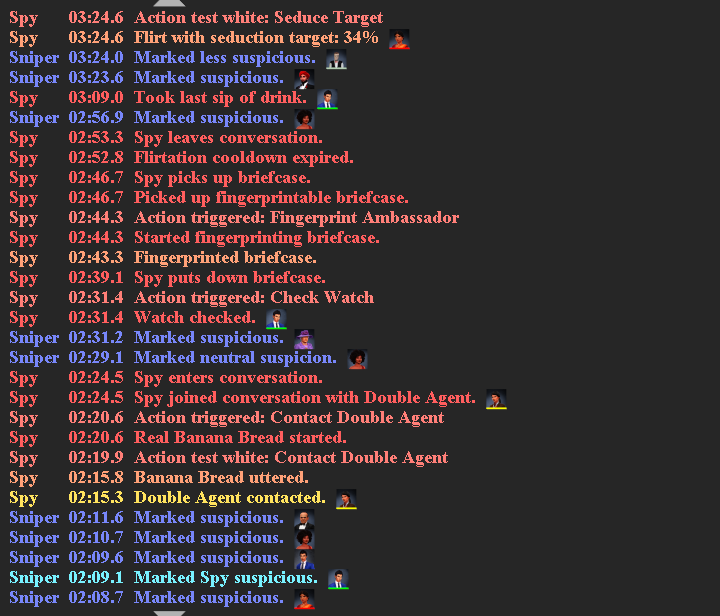 Spy 03:24.6 Action test white: Seduce Target
Spy 03:24.6 Flirt with seduction target: 34%
Sniper 03:24.0 Marked less suspicious.
Sniper 03:23.6 Marked suspicious.
Spy 03:09.0 Took last sip of drink.
Sniper 02:56.9 Marked suspicious.
Spy 02:53.3 Spy leaves conversation.
Spy 02:52.8 Flirtation cooldown expired.
Spy 02:46.7 Spy picks up briefcase.
Spy 02:46.7 Picked up fingerprintable briefcase.
Spy 02:44.3 Action triggered: Fingerprint Ambassador
Spy 02:44.3 Started fingerprinting briefcase.
Spy 02:43.3 Fingerprinted briefcase.
Spy 02:39.1 Spy puts down briefcase.
Spy 02:31.4 Action triggered: Check Watch
Spy 02:31.4 Watch checked.
Sniper 02:31.2 Marked suspicious.
Sniper 02:29.1 Marked neutral suspicion.
Spy 02:24.5 Spy enters conversation.
Spy 02:24.5 Spy joined conversation with Double Agent.
Spy 02:20.6 Action triggered: Contact Double Agent
Spy 02:20.6 Real Banana Bread started.
Spy 02:19.9 Action test white: Contact Double Agent
Spy 02:15.8 Banana Bread uttered.
Spy 02:15.3 Double Agent contacted.
Sniper 02:11.6 Marked suspicious.
Sniper 02:10.7 Marked suspicious.
Sniper 02:09.6 Marked suspicious.
Sniper 02:09.1 Marked Spy suspicious.
Sniper 02:08.7 Marked suspicious.